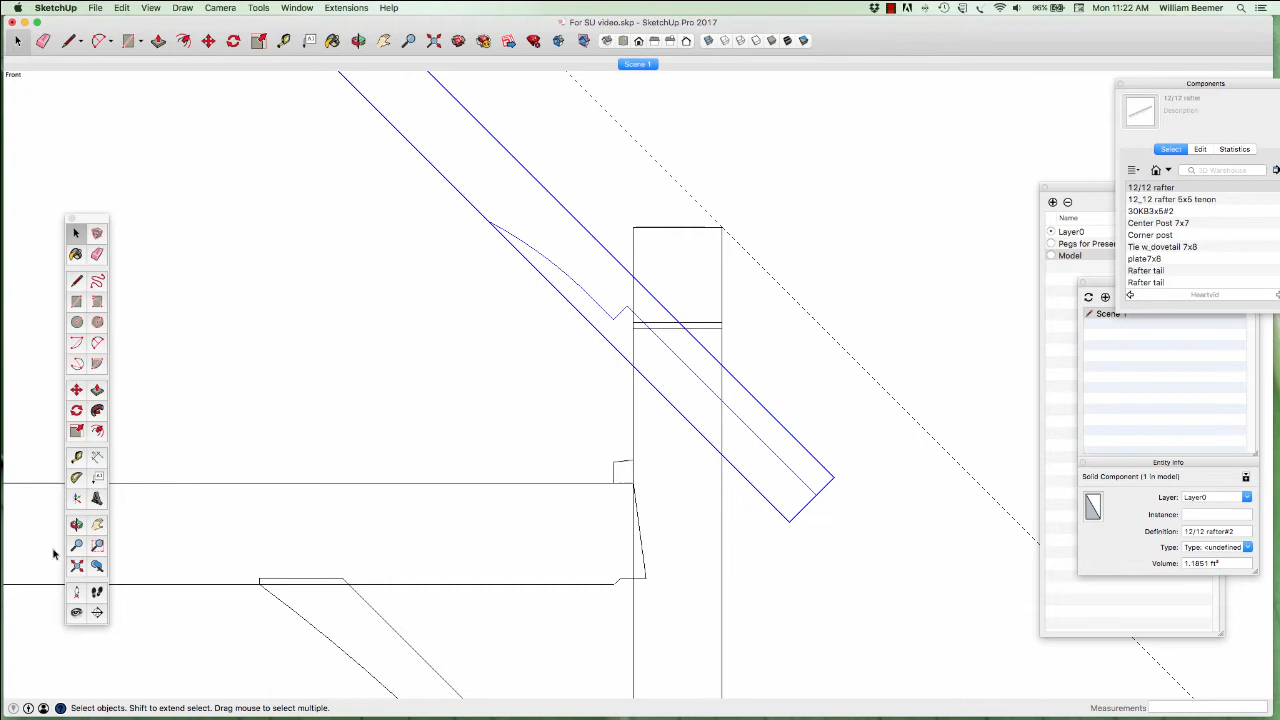 SketchUp File Edit View Draw Camera Tools Window Extensions Help 96% Mon 11:22 AM William Beemer
For SU video.skp - SketchUp Pro 2017
Scene 1
Front
Components
12/12 rafter
Description
Select Edit Statistics
3D Warehouse
12/12 rafter
12_12 rafter 5x5 tenon
30KB3x5#2
Center Post 7x7
Corner post
Tie w_dovetail 7x8
plate7x8
Rafter tail
Rafter tail
Heartvid
Name
Layer0
Pegs for Prese
Model
Scene 1
Entity Info
Solid Component (1 in model)
Layer: Layer0
Instance:
Definition: 12/12 rafter#2
Type: Type: <undefined
Volume: 1.1851 ft³
Select objects. Shift to extend select. Drag mouse to select multiple.
Measurements